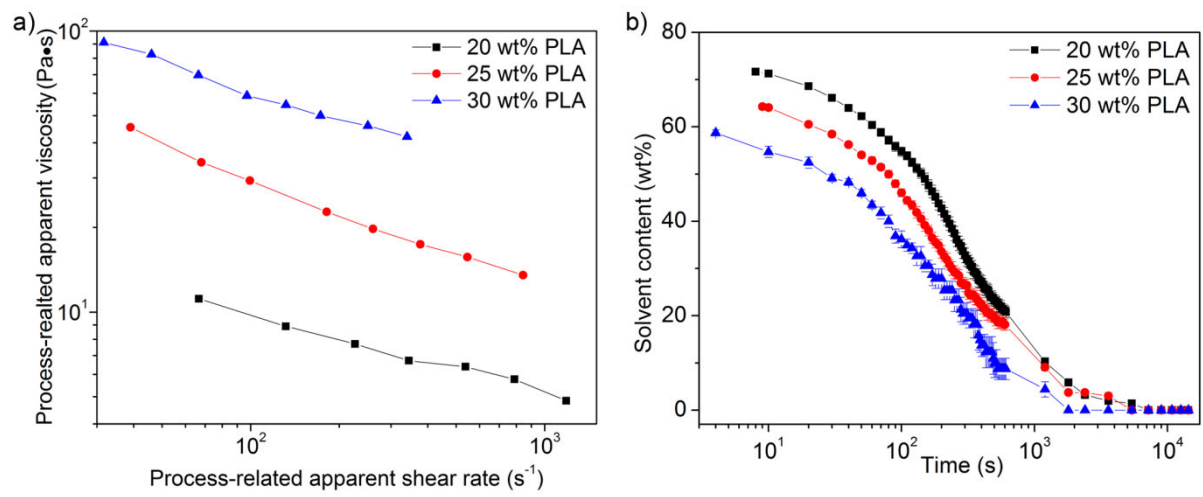 a)
Process-realted apparent viscosity (Pa•s)
10²
10¹
20 wt% PLA
25 wt% PLA
30 wt% PLA
10² 10³
Process-related apparent shear rate (s⁻¹)
b)
Solvent content (wt%)
80
60
40
20
0
20 wt% PLA
25 wt% PLA
30 wt% PLA
10¹ 10² 10³ 10⁴
Time (s)